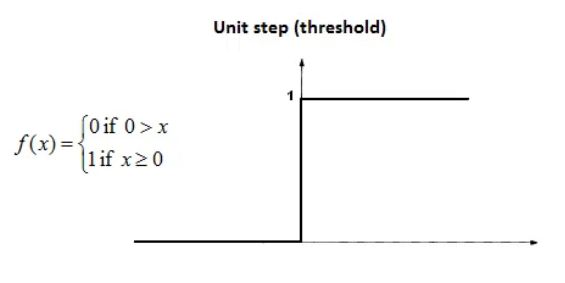 Unit step (threshold)
1
f(x)={0 if 0 > x
1 if x ≥ 0